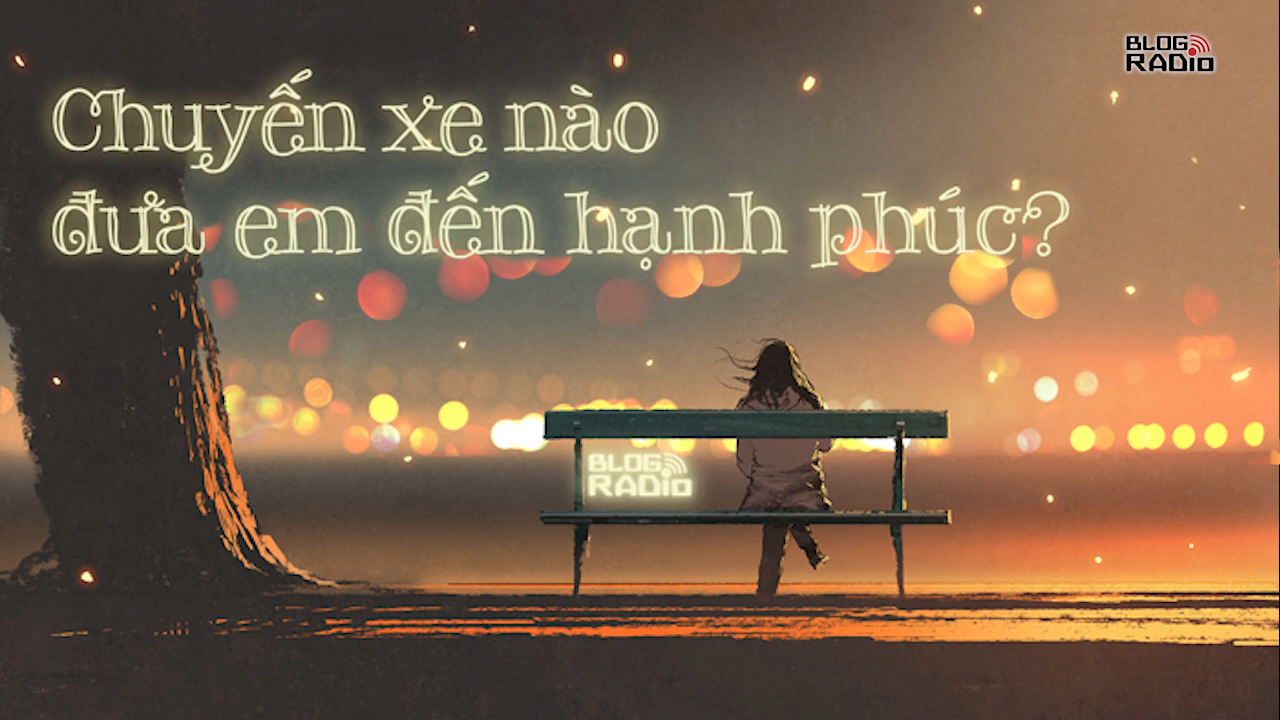 BLOG
RADIO
Chuyến xe nào
đưa em đến hạnh phúc?
BLOG
RADIO